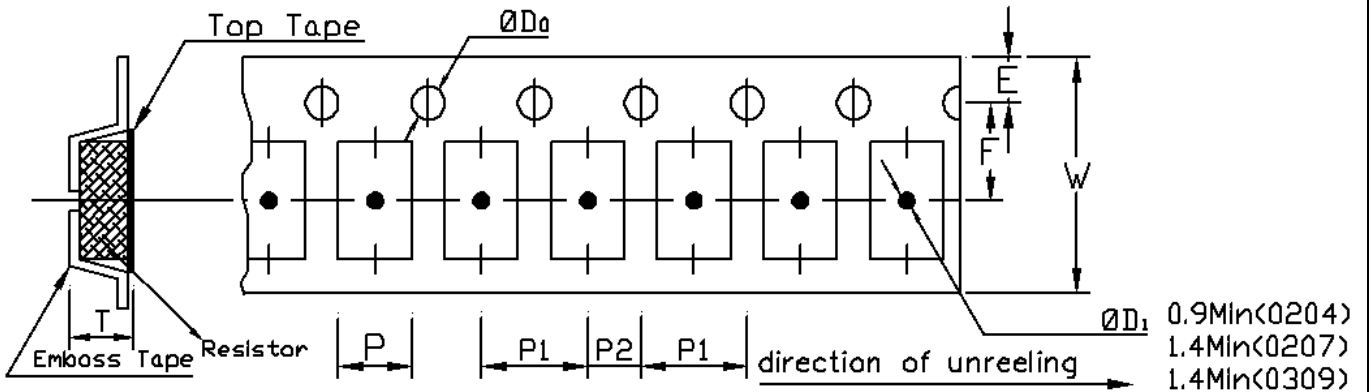 Top Tape
ØD₀
E
F
W
T
Emboss Tape
Resistor
P
P1
P2
P1
direction of unreeling
ØD₁
0.9Min(0204)
1.4Min(0207)
1.4Min(0309)